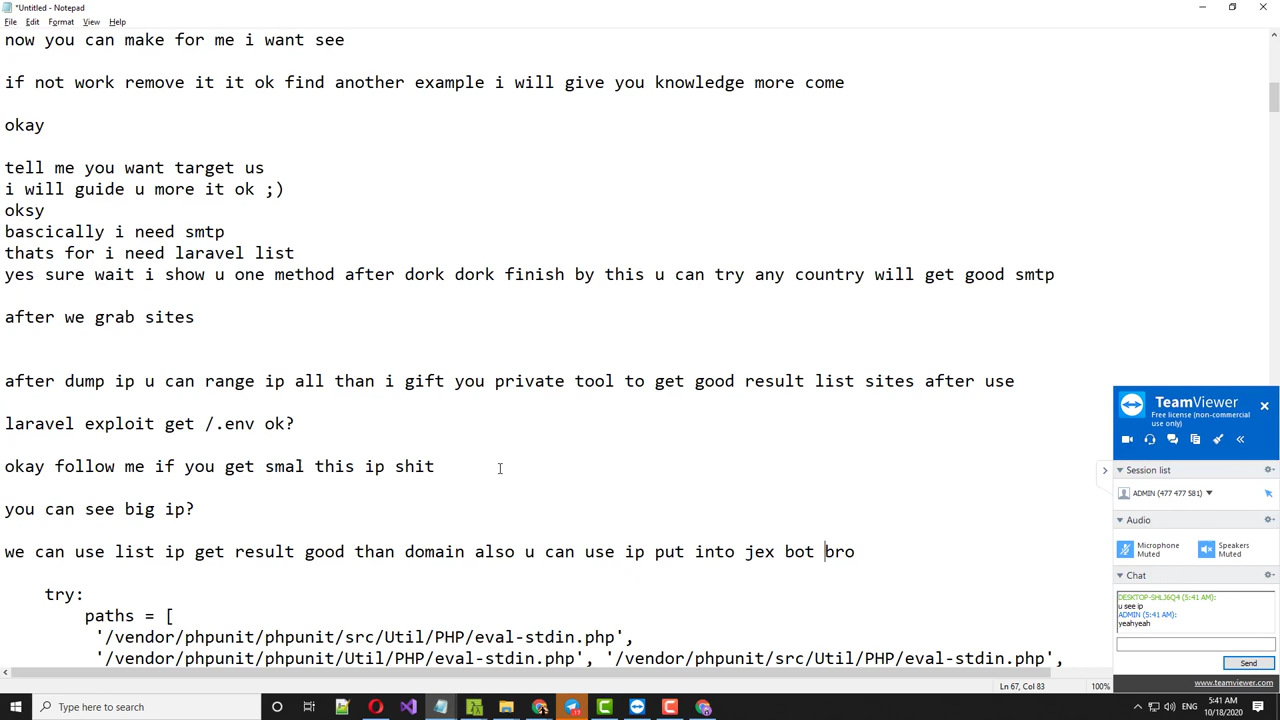 *Untitled - Notepad
File Edit Format View Help
now you can make for me i want see
if not work remove it it ok find another example i will give you knowledge more come
okay
tell me you want target us
i will guide u more it ok ;)
oksy
bascically i need smtp
thats for i need laravel list
yes sure wait i show u one method after dork dork finish by this u can try any country will get good smtp
after we grab sites
after dump ip u can range ip all than i gift you private tool to get good result list sites after use
laravel exploit get /.env ok?
okay follow me if you get smal this ip shit
you can see big ip?
we can use list ip get result good than domain also u can use ip put into jex bot bro
try:
paths = [
'/vendor/phpunit/phpunit/src/Util/PHP/eval-stdin.php',
'/vendor/phpunit/phpunit/Util/PHP/eval-stdin.php', '/vendor/phpunit/src/Util/PHP/eval-stdin.php',
Ln 67, Col 83
100%
TeamViewer
Free license (non-commercial
use only)
Session list
ADMIN (477 477 581)
Audio
Microphone
Muted
Speakers
Muted
Chat
DESKTOP-SHLJ6Q4 (5:41 AM):
u see ip
ADMIN (5:41 AM):
yeahyeah
Send
www.teamviewer.com
Type here to search
ENG
5:41 AM
10/18/2020